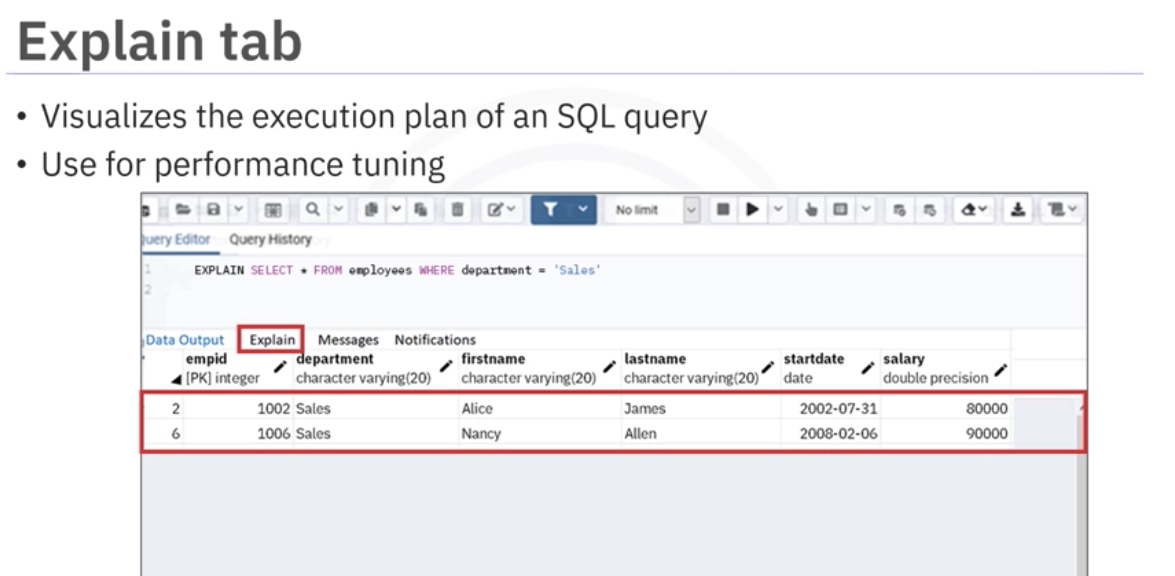 Explain tab
• Visualizes the execution plan of an SQL query
• Use for performance tuning
No limit
Query Editor Query History
1 EXPLAIN SELECT * FROM employees WHERE department = 'Sales'
2
Data Output Explain Messages Notifications
empid department firstname lastname startdate salary
[PK] integer character varying(20) character varying(20) character varying(20) date double precision
2 1002 Sales Alice James 2002-07-31 80000
6 1006 Sales Nancy Allen 2008-02-06 90000